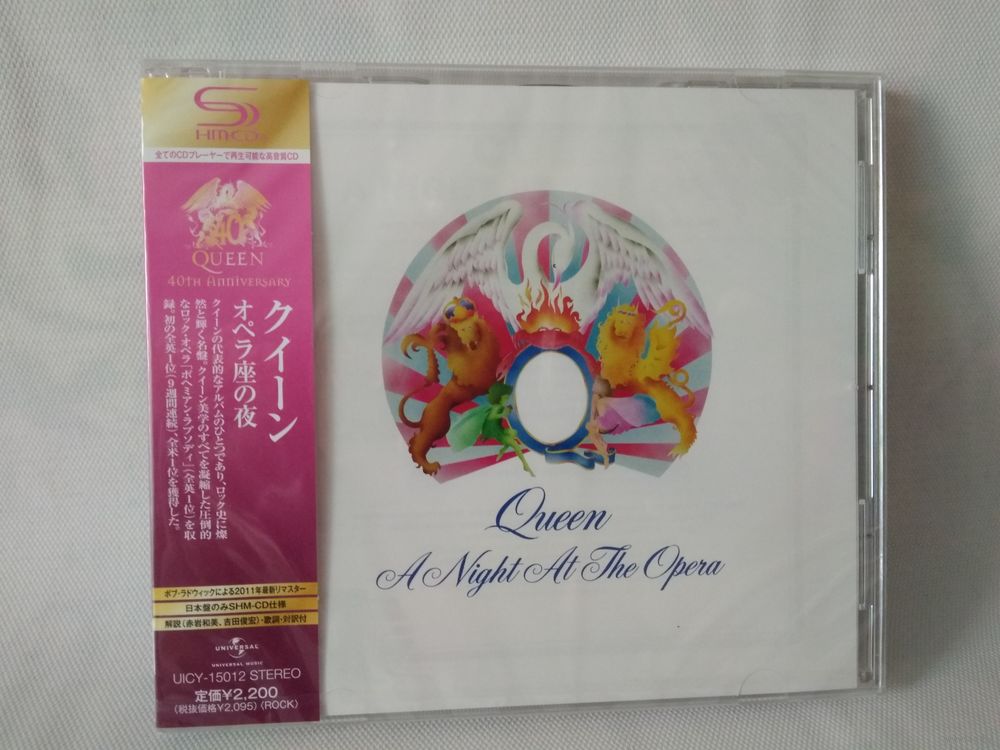 SHM-CD
全てのCDプレーヤーで再生可能な高音質CD
40
QUEEN
40TH ANNIVERSARY
クイーン
オペラ座の夜
クイーンの代表的なアルバムのひとつであり、ロック史に燦
然と輝く名盤。クイーン美学のすべてを凝縮した圧倒的
なロック・オペラ「ボヘミアン・ラプソディ」（全英1位）を収
録。初の全英1位（9週間連続）、全米1位を獲得した。
ボブ・ラドウィックによる2011年最新リマスター
日本盤のみSHM-CD仕様
解説（赤岩和美、吉田俊宏）・歌詞・対訳付
UNIVERSAL
UNIVERSAL MUSIC
UICY-15012 STEREO
定価¥2,200
(税抜価格¥2,095) 〈ROCK〉
Queen
A Night At The Opera